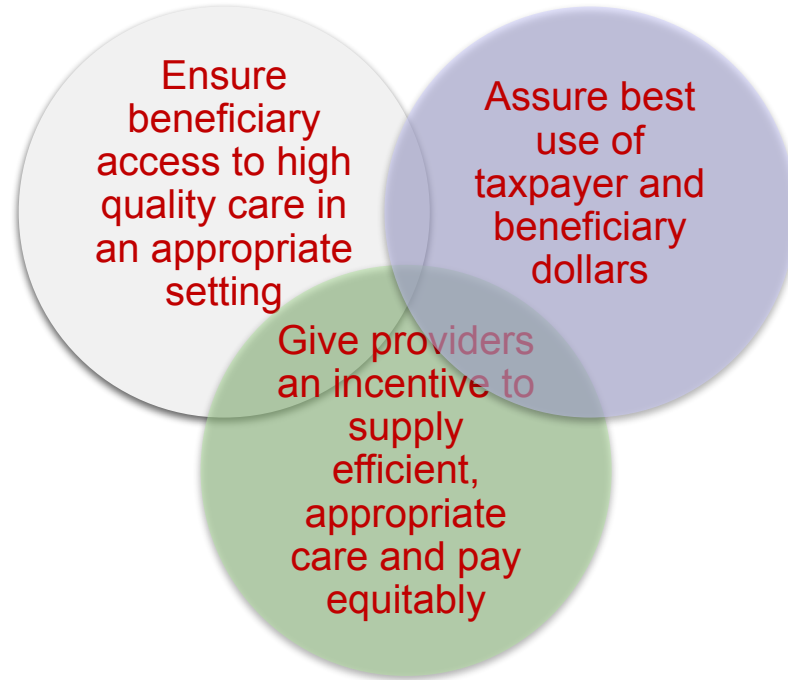 Ensure
beneficiary
access to high
quality care in
an appropriate
setting
Assure best
use of
taxpayer and
beneficiary
dollars
Give providers
an incentive to
supply
efficient,
appropriate
care and pay
equitably